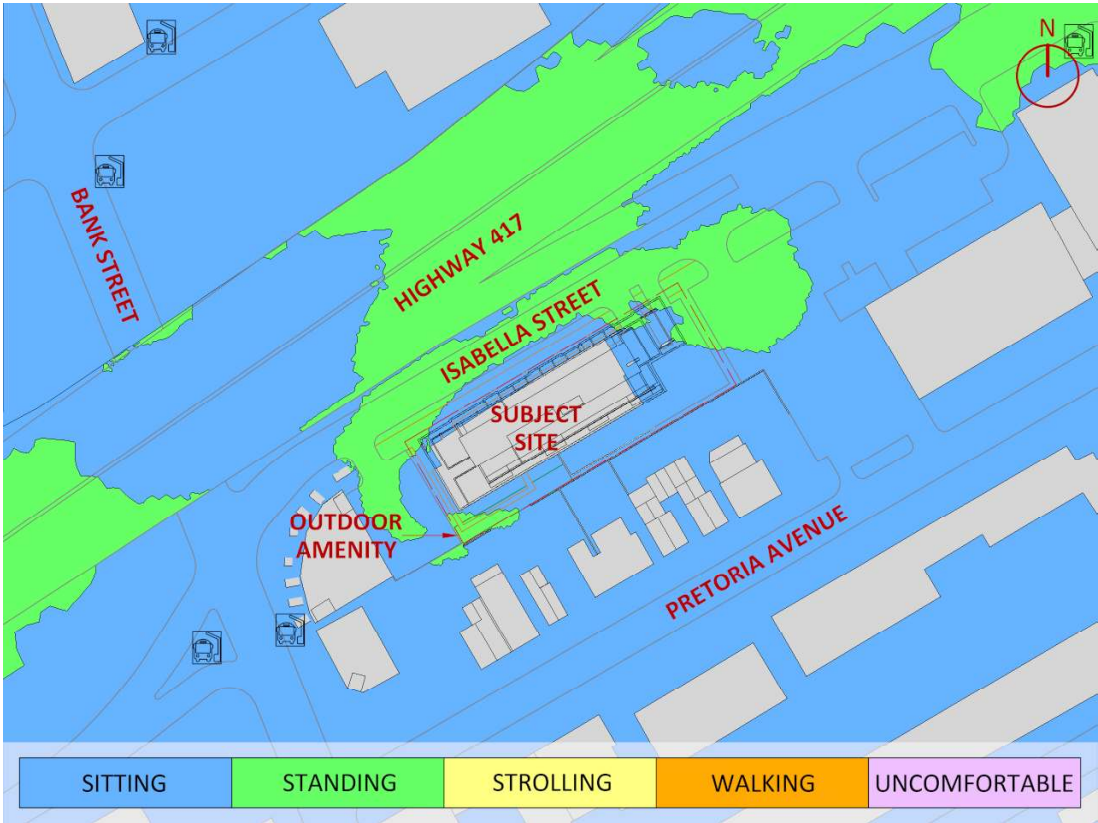 N
BANK STREET
HIGHWAY 417
ISABELLA STREET
SUBJECT
SITE
OUTDOOR
AMENITY
PRETORIA AVENUE
SITTING
STANDING
STROLLING
WALKING
UNCOMFORTABLE